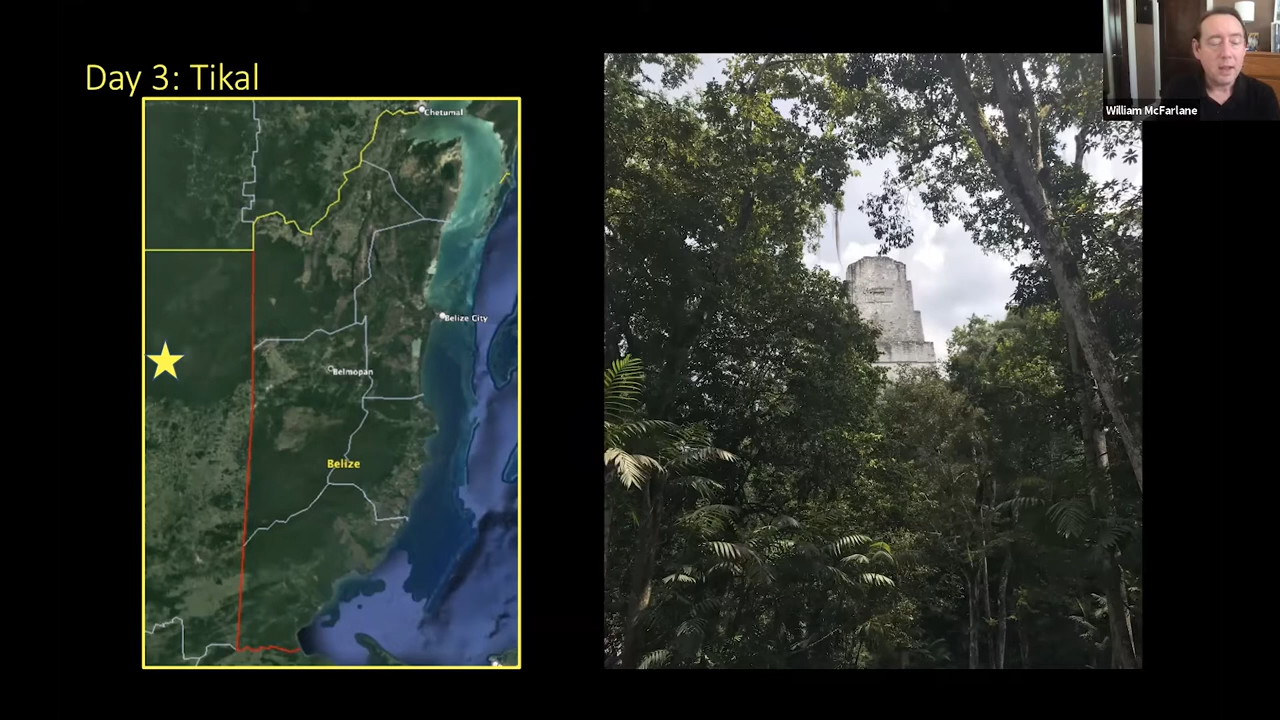 Day 3: Tikal
William McFarlane
Chetumal
Belize City
Belmopan
Belize